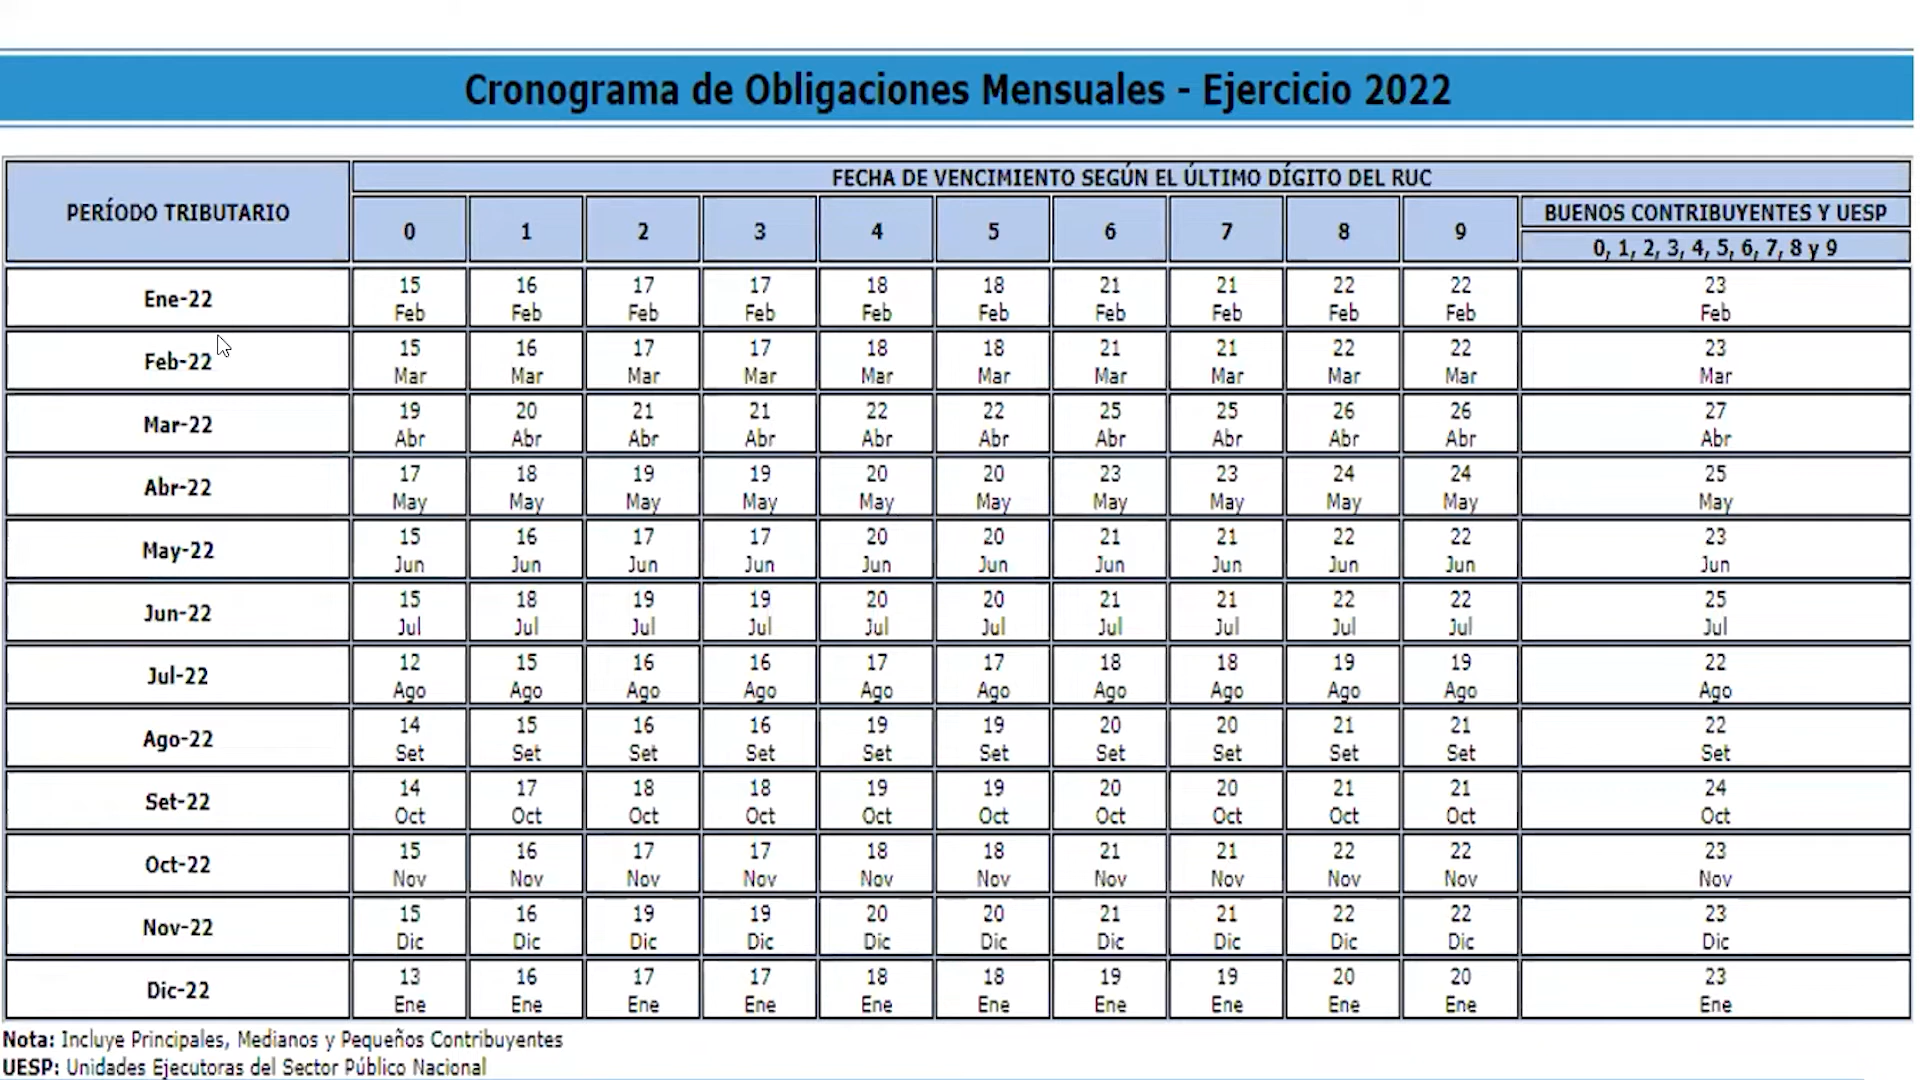 Cronograma de Obligaciones Mensuales - Ejercicio 2022
PERÍODO TRIBUTARIO
FECHA DE VENCIMIENTO SEGÚN EL ÚLTIMO DÍGITO DEL RUC
0 1 2 3 4 5 6 7 8 9
BUENOS CONTRIBUYENTES Y UESP
0, 1, 2, 3, 4, 5, 6, 7, 8 y 9
Ene-22
15 16 17 17 18 18 21 21 22 22 23
Feb Feb Feb Feb Feb Feb Feb Feb Feb Feb Feb
Feb-22
15 16 17 17 18 18 21 21 22 22 23
Mar Mar Mar Mar Mar Mar Mar Mar Mar Mar Mar
Mar-22
19 20 21 21 22 22 25 25 26 26 27
Abr Abr Abr Abr Abr Abr Abr Abr Abr Abr Abr
Abr-22
17 18 19 19 20 20 23 23 24 24 25
May May May May May May May May May May May
May-22
15 16 17 17 20 20 21 21 22 22 23
Jun Jun Jun Jun Jun Jun Jun Jun Jun Jun Jun
Jun-22
15 18 19 19 20 20 21 21 22 22 25
Jul Jul Jul Jul Jul Jul Jul Jul Jul Jul Jul
Jul-22
12 15 16 16 17 17 18 18 19 19 22
Ago Ago Ago Ago Ago Ago Ago Ago Ago Ago Ago
Ago-22
14 15 16 16 19 19 20 20 21 21 22
Set Set Set Set Set Set Set Set Set Set Set
Set-22
14 17 18 18 19 19 20 20 21 21 24
Oct Oct Oct Oct Oct Oct Oct Oct Oct Oct Oct
Oct-22
15 16 17 17 18 18 21 21 22 22 23
Nov Nov Nov Nov Nov Nov Nov Nov Nov Nov Nov
Nov-22
15 16 19 19 20 20 21 21 22 22 23
Dic Dic Dic Dic Dic Dic Dic Dic Dic Dic Dic
Dic-22
13 16 17 17 18 18 19 19 20 20 23
Ene Ene Ene Ene Ene Ene Ene Ene Ene Ene Ene
Nota: Incluye Principales, Medianos y Pequeños Contribuyentes
UESP: Unidades Ejecutoras del Sector Público Nacional